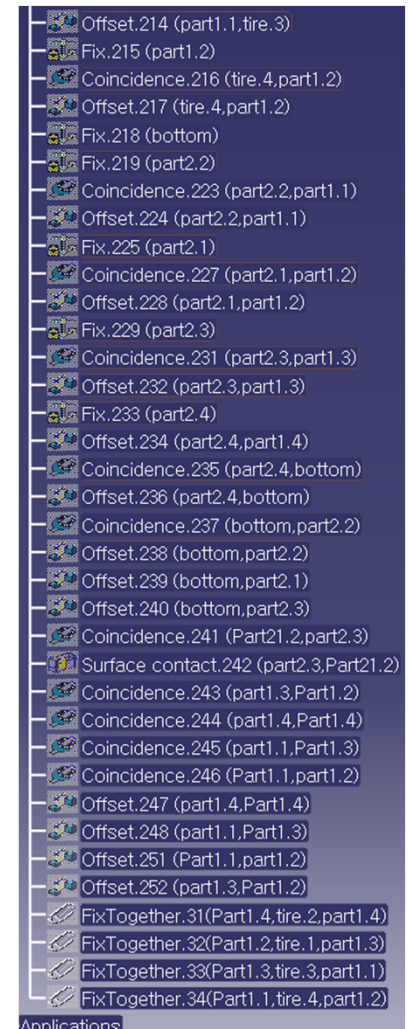 Offset.214 (part1.1,tire.3)
Fix.215 (part1.2)
Coincidence.216 (tire.4,part1.2)
Offset.217 (tire.4,part1.2)
Fix.218 (bottom)
Fix.219 (part2.2)
Coincidence.223 (part2.2,part1.1)
Offset.224 (part2.2,part1.1)
Fix.225 (part2.1)
Coincidence.227 (part2.1,part1.2)
Offset.228 (part2.1,part1.2)
Fix.229 (part2.3)
Coincidence.231 (part2.3,part1.3)
Offset.232 (part2.3,part1.3)
Fix.233 (part2.4)
Offset.234 (part2.4,part1.4)
Coincidence.235 (part2.4,bottom)
Offset.236 (part2.4,bottom)
Coincidence.237 (bottom,part2.2)
Offset.238 (bottom,part2.2)
Offset.239 (bottom,part2.1)
Offset.240 (bottom,part2.3)
Coincidence.241 (Part21.2,part2.3)
Surface contact.242 (part2.3,Part21.2)
Coincidence.243 (part1.3,Part1.2)
Coincidence.244 (part1.4,Part1.4)
Coincidence.245 (part1.1,Part1.3)
Coincidence.246 (Part1.1,part1.2)
Offset.247 (part1.4,Part1.4)
Offset.248 (part1.1,Part1.3)
Offset.251 (Part1.1,part1.2)
Offset.252 (part1.3,Part1.2)
FixTogether.31(Part1.4,tire.2,part1.4)
FixTogether.32(Part1.2,tire.1,part1.3)
FixTogether.33(Part1.3,tire.3,part1.1)
FixTogether.34(Part1.1,tire.4,part1.2)
Applications